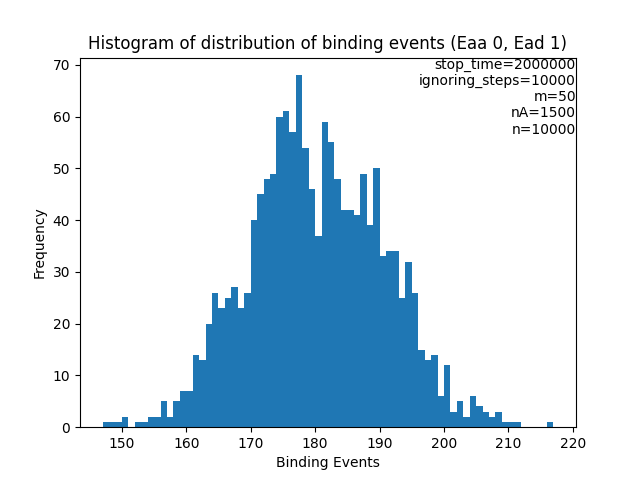 Histogram of distribution of binding events (Eaa 0, Ead 1)
stop_time=2000000
ignoring_steps=10000
m=50
nA=1500
n=10000
70
60
50
40
30
20
10
0
Frequency
150 160 170 180 190 200 210 220
Binding Events